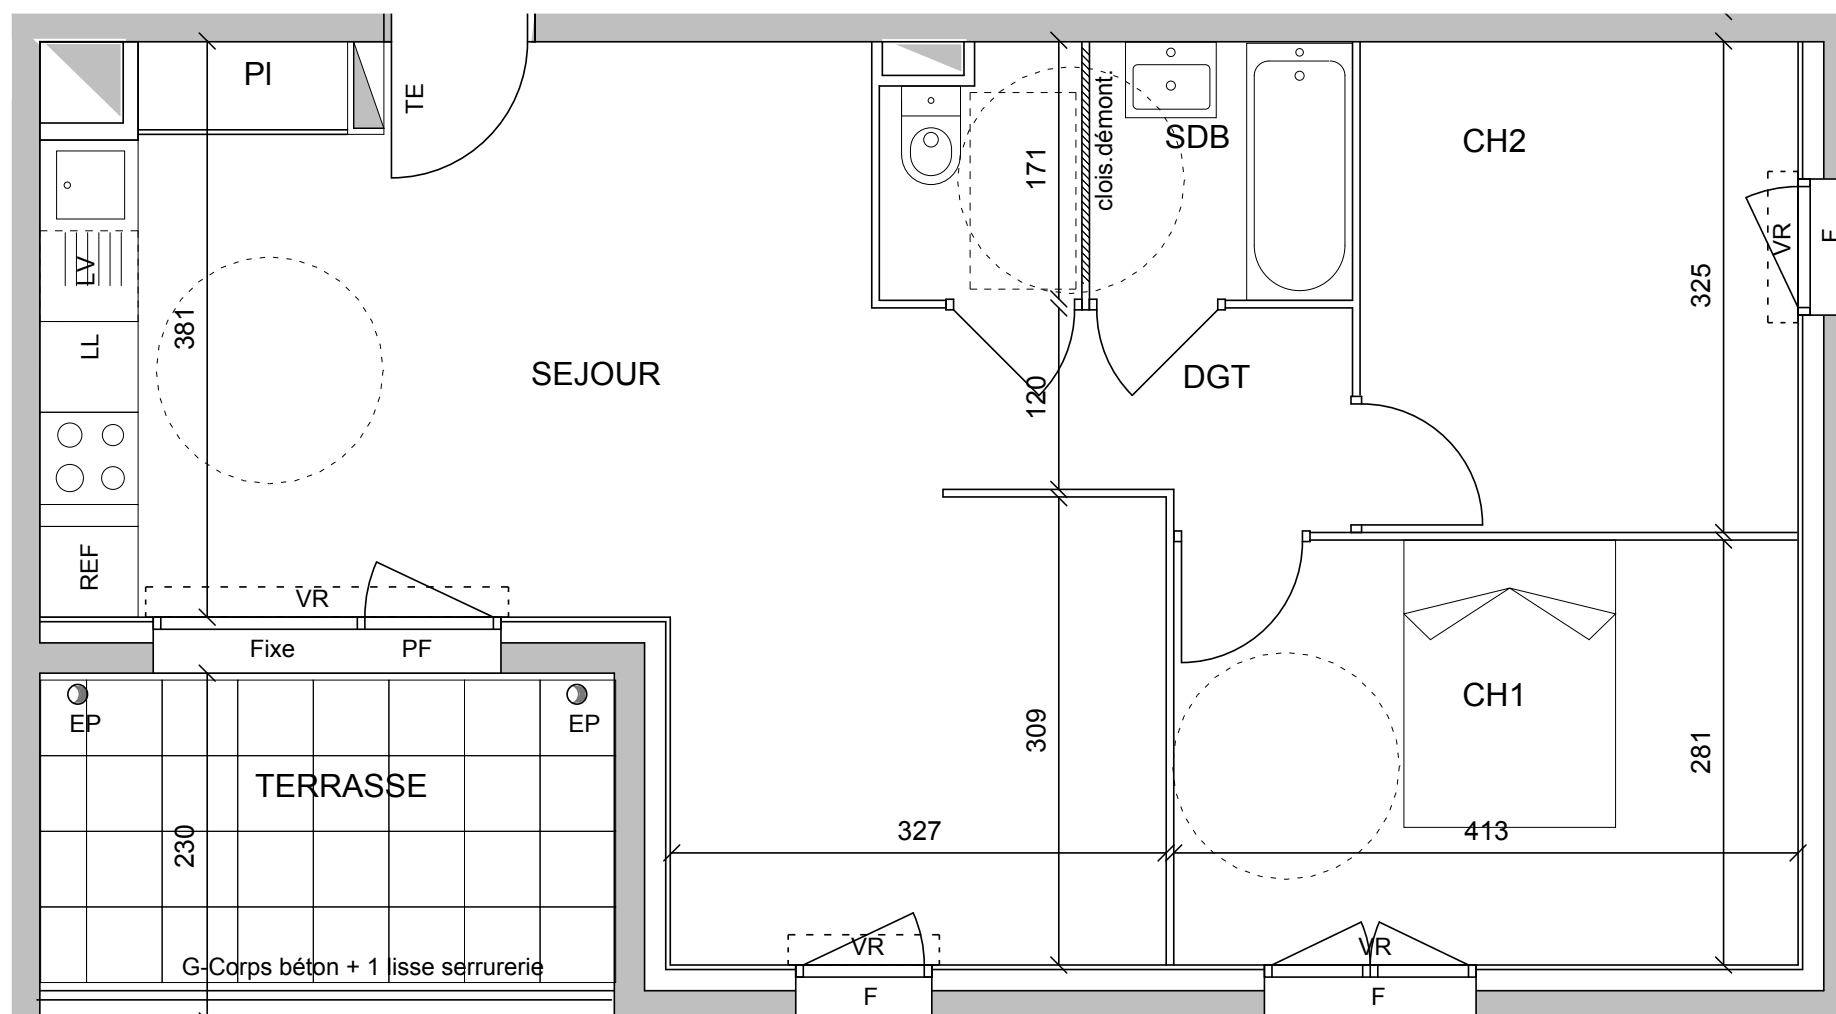 PI
TE
clois.démont.
171
SDB
CH2
VR
F
LV
325
381
LL
SEJOUR
120
DGT
REF
VR
Fixe
PF
EP
EP
CH1
309
281
TERRASSE
230
327
413
G-Corps béton + 1 lisse serrurerie
VR
VR
F
F